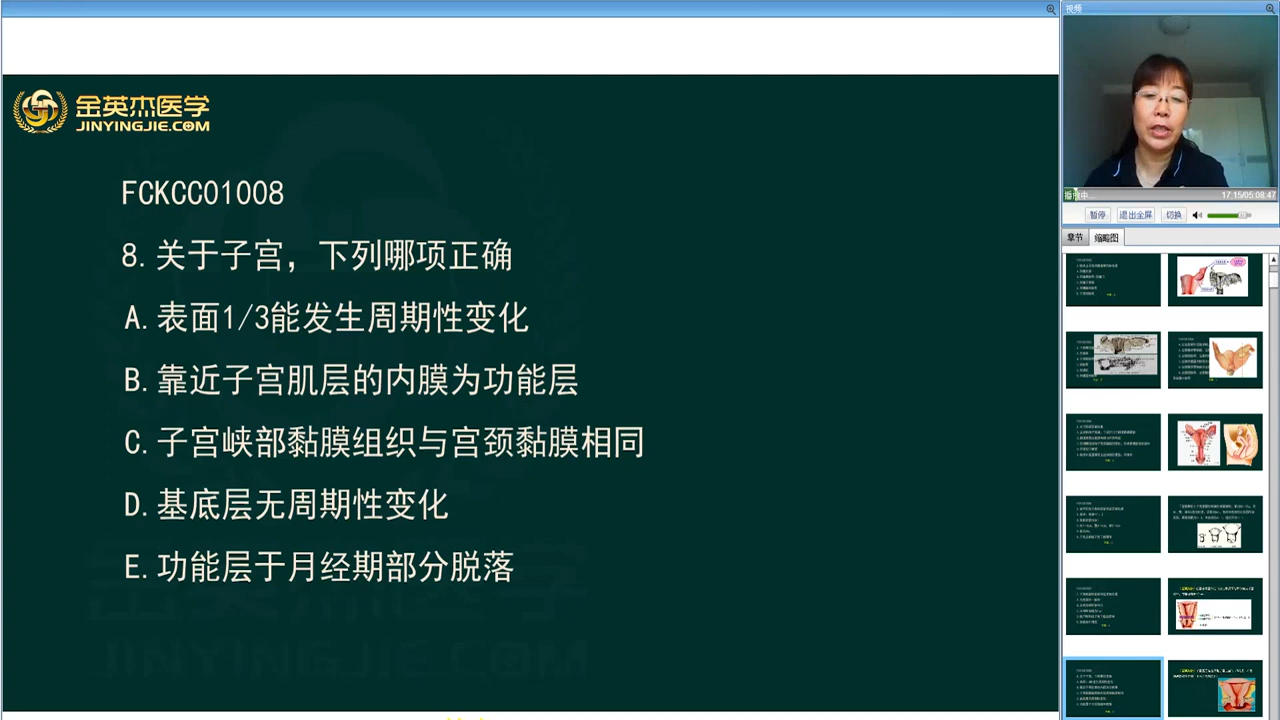 视频
金英杰医学
JINYINGJIE.COM
FCKCC01008
8.关于子宫，下列哪项正确
A.表面1/3能发生周期性变化
B.靠近子宫肌层的内膜为功能层
C.子宫峡部黏膜组织与宫颈黏膜相同
D.基底层无周期性变化
E.功能层于月经期部分脱落
播放中...
17:15/05:08:47
暂停 退出全屏 切换
章节 缩略图